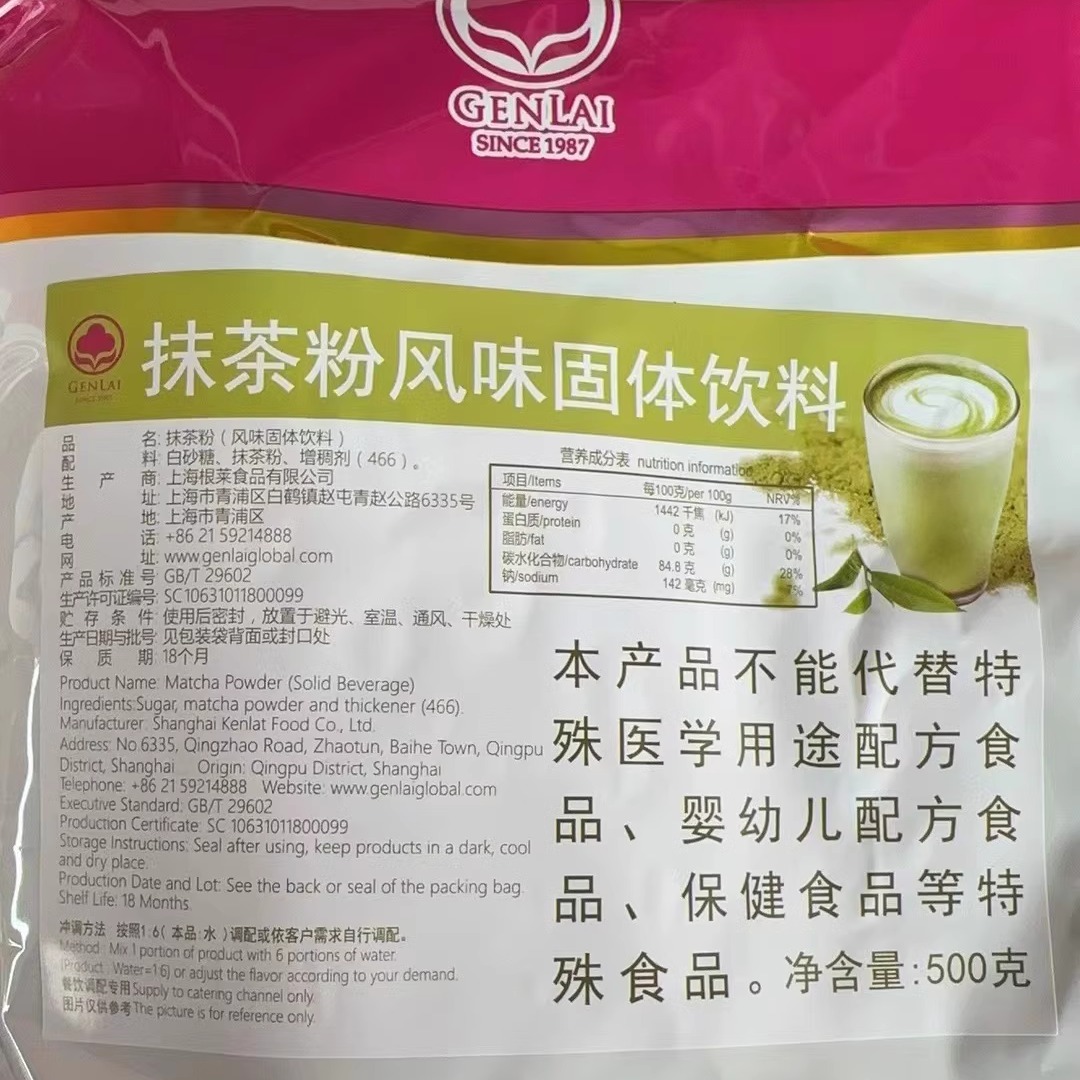 GENLAI
SINCE 1987
GENLAI
抹茶粉风味固体饮料
品名: 抹茶粉（风味固体饮料）
配料: 白砂糖、抹茶粉、增稠剂（466）。
生产商: 上海根莱食品有限公司
地址: 上海市青浦区白鹤镇赵屯青赵公路6335号
产地: 上海市青浦区
电话: +86 21 59214888
网址: www.genlaiglobal.com
产品标准号 GB/T 29602
生产许可证编号: SC10631011800099
贮存条件: 使用后密封，放置于避光、室温、通风、干燥处
生产日期与批号: 见包装袋背面或封口处
保质期: 18个月
Product Name: Matcha Powder (Solid Beverage)
Ingredients:Sugar, matcha powder and thickener (466).
Manufacturer: Shanghai Kenlat Food Co., Ltd.
Address: No.6335, Qingzhao Road, Zhaotun, Baihe Town, Qingpu
District, Shanghai Origin: Qingpu District, Shanghai
Telephone: +86 21 59214888 Website: www.genlaiglobal.com
Executive Standard: GB/T 29602
Production Certificate: SC 10631011800099
Storage Instructions: Seal after using, keep products in a dark, cool
and dry place.
Production Date and Lot: See the back or seal of the packing bag.
Shelf Life: 18 Months.
冲调方法 按照1:6(本品:水)调配或依客户需求自行调配。
Method: Mix 1 portion of product with 6 portions of water.
(Product : Water=1:6) or adjust the flavor according to your demand.
餐饮调配专用 Supply to catering channel only.
图片仅供参考 The picture is for reference only.
营养成分表 nutrition information
项目/Items 每100克/per 100g NRV%
能量/energy 1442 千焦 (kJ) 17%
蛋白质/protein 0 克 (g) 0%
脂肪/fat 0 克 (g) 0%
碳水化合物/carbohydrate 84.8 克 (g) 28%
钠/sodium 142 毫克 (mg) 7%
本产品不能代替特
殊医学用途配方食
品、婴幼儿配方食
品、保健食品等特
殊食品。净含量:500克